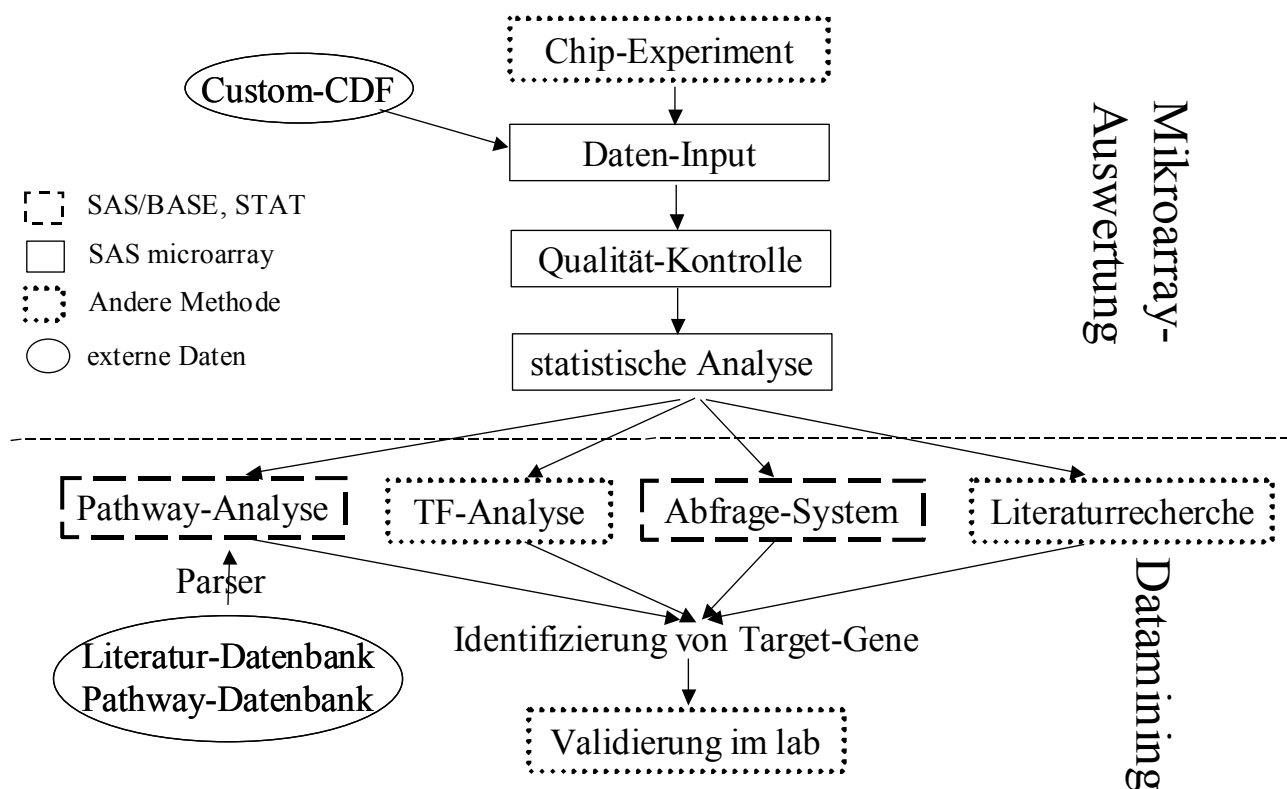 Chip-Experiment
Custom-CDF
Daten-Input
Qualität-Kontrolle
statistische Analyse
SAS/BASE, STAT
SAS microarray
Andere Methode
externe Daten
Mikroarray-
Auswertung
Pathway-Analyse
TF-Analyse
Abfrage-System
Literaturrecherche
Parser
Literatur-Datenbank
Pathway-Datenbank
Identifizierung von Target-Gene
Validierung im lab
Datamining